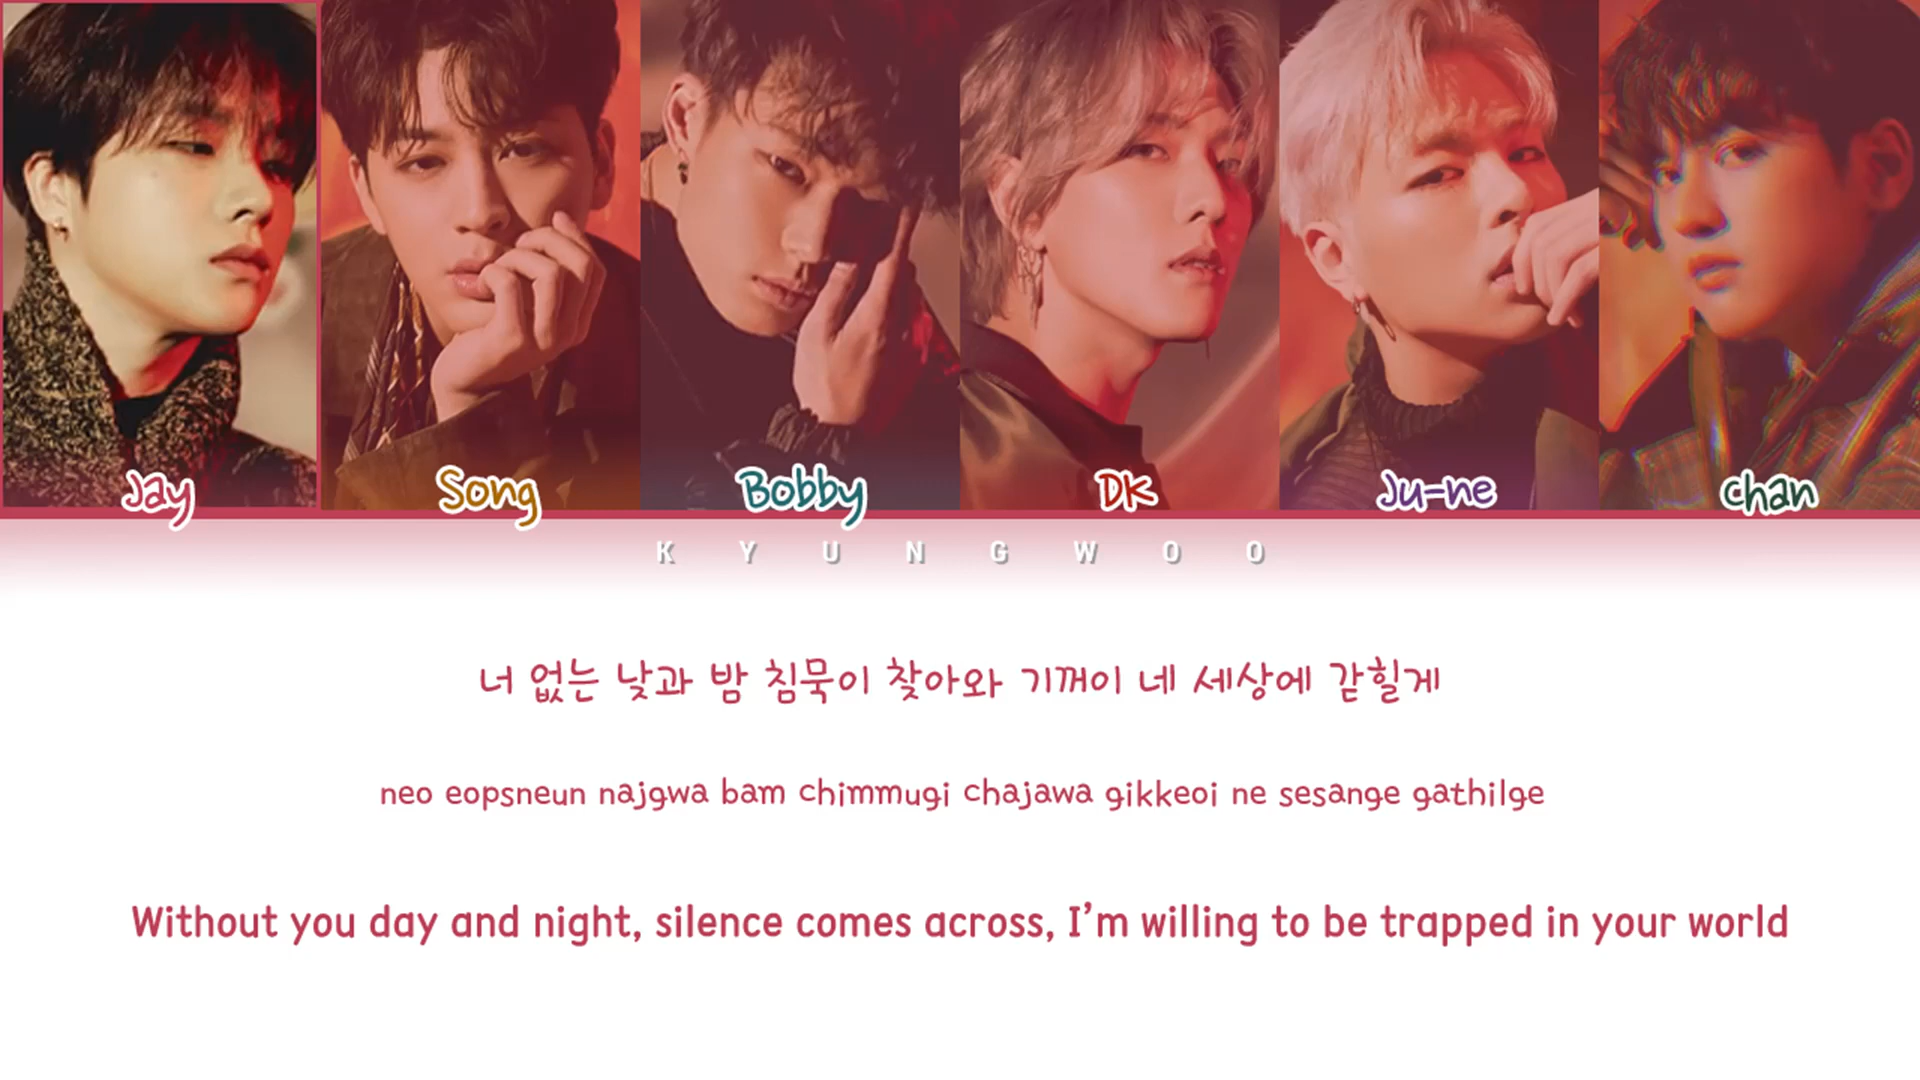 Jay Song Bobby DK Ju-ne Chan
KYUNGWOO
너 없는 낮과 밤 침묵이 찾아와 기꺼이 네 세상에 갇힐게
neo eopsneun najgwa bam chimmugi chajawa gikkeoi ne sesange gathilge
Without you day and night, silence comes across, I'm willing to be trapped in your world